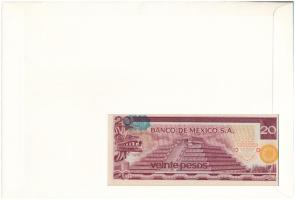 20 BANCO DE MEXICO S.A. 20
veinte pesos